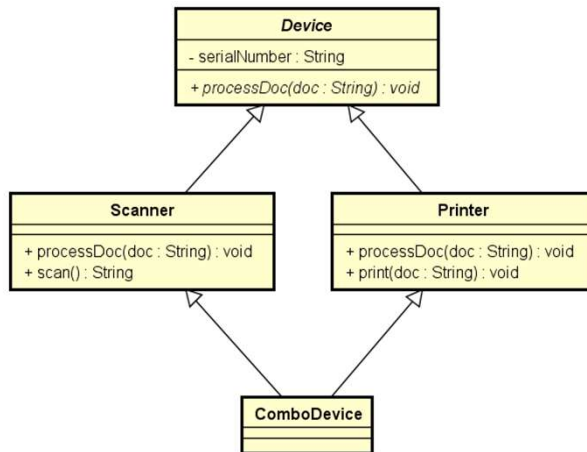 Device
- serialNumber : String
+ processDoc(doc : String) : void
Scanner
+ processDoc(doc : String) : void
+ scan() : String
Printer
+ processDoc(doc : String) : void
+ print(doc : String) : void
ComboDevice